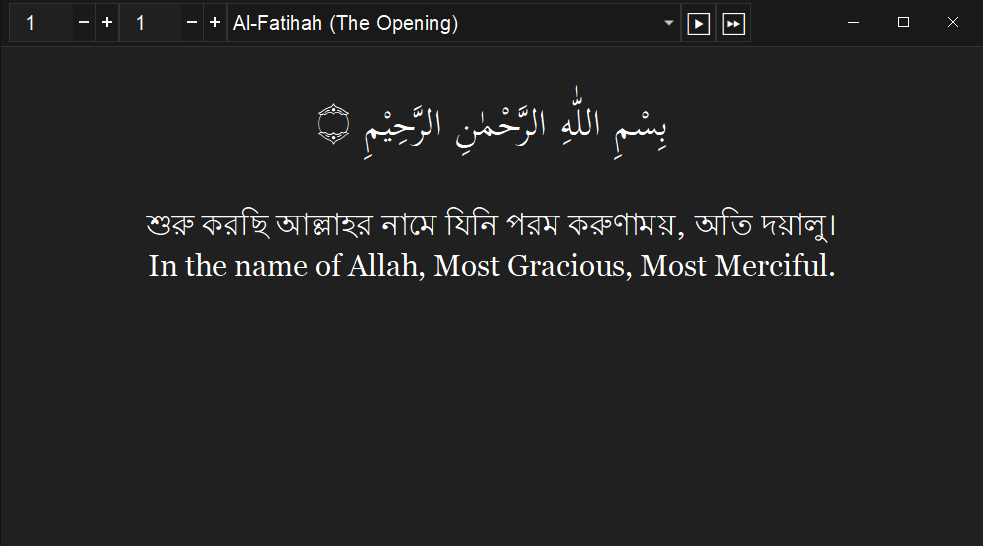 1 − + 1 − + Al-Fatihah (The Opening)
بِسْمِ اللّٰهِ الرَّحْمٰنِ الرَّحِيْمِ ۝
শুরু করছি আল্লাহর নামে যিনি পরম করুণাময়, অতি দয়ালু।
In the name of Allah, Most Gracious, Most Merciful.